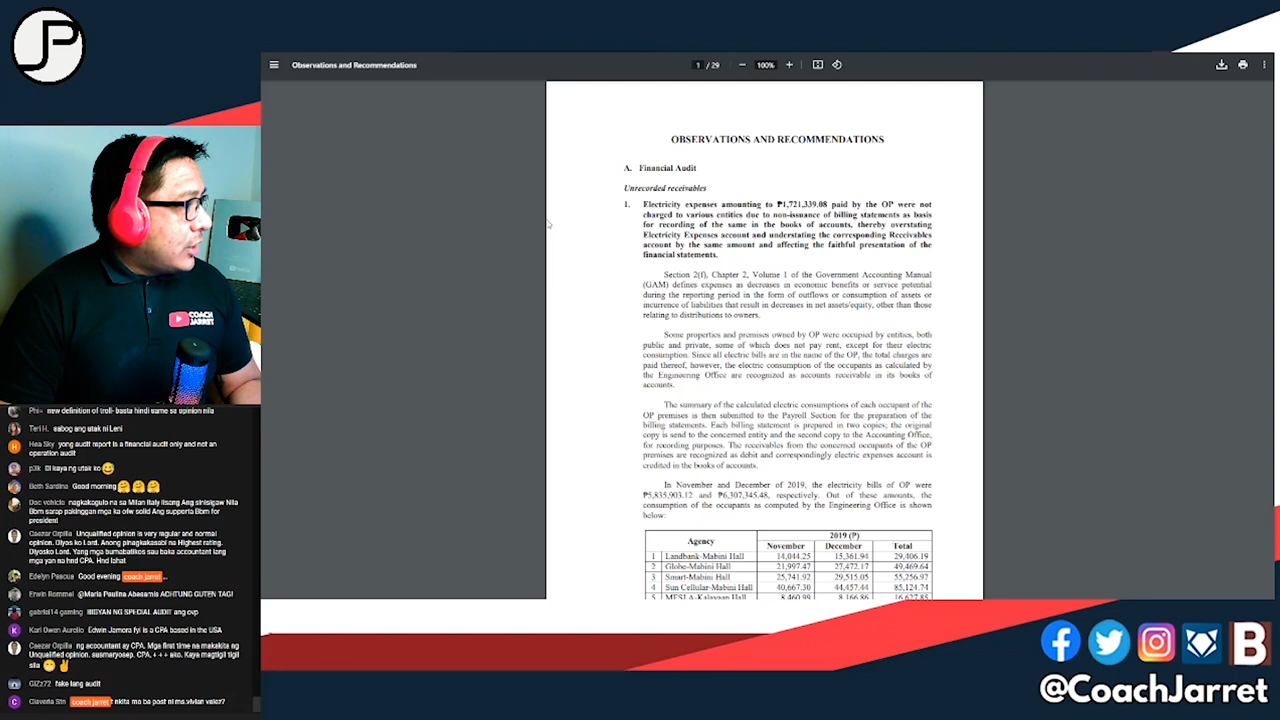 JP
Observations and Recommendations
1 / 29
100%
OBSERVATIONS AND RECOMMENDATIONS
A. Financial Audit
Unrecorded receivables
1. Electricity expenses amounting to ₱1,721,339.08 paid by the OP were not
charged to various entities due to non-issuance of billing statements as basis
for recording of the same in the books of accounts, thereby overstating
Electricity Expenses account and understating the corresponding Receivables
account by the same amount and affecting the faithful presentation of the
financial statements.
Section 2(f), Chapter 2, Volume 1 of the Government Accounting Manual
(GAM) defines expenses as decreases in economic benefits or service potential
during the reporting period in the form of outflows or consumption of assets or
incurrence of liabilities that result in decreases in net assets/equity, other than those
relating to distributions to owners.
Some properties and premises owned by OP were occupied by entities, both
public and private, some of which does not pay rent, except for their electric
consumption. Since all electric bills are in the name of the OP, the total charges are
paid thereof, however, the electric consumption of the occupants as calculated by
the Engineering Office are recognized as accounts receivable in its books of
accounts.
The summary of the calculated electric consumptions of each occupant of the
OP premises is then submitted to the Payroll Section for the preparation of the
billing statements. Each billing statement is prepared in two copies; the original
copy is send to the concerned entity and the second copy to the Accounting Office,
for recording purposes. The receivables from the concerned occupants of the OP
premises are recognized as debit and correspondingly electric expenses account is
credited in the books of accounts.
In November and December of 2019, the electricity bills of OP were
₱5,835,903.12 and ₱6,307,345.48, respectively. Out of these amounts, the
consumption of the occupants as computed by the Engineering Office is shown
below:
Agency 2019 (₱)
November December Total
1 Landbank-Mabini Hall 14,044.25 15,361.94 29,406.19
2 Globe-Mabini Hall 21,997.47 27,472.17 49,469.64
3 Smart-Mabini Hall 25,741.92 29,515.05 55,256.97
4 Sun Cellular-Mabini Hall 40,667.30 44,457.44 85,124.74
5 MESLA-Kalayaan Hall 8,460.99 8,166.86 16,627.85
COACH
JARRET
new definition of troll- basta hindi same sa opinion nila
Teri H. eabog ang utak ni Leni
Hea Sky yong audit report is a financial audit only and not an
operation audit
p3ik Di kaya ng utak ko
Beth Sardina Good morning
Doc vehicle nagkakagulo na sa Milan Italy iisang Ang sinisigaw Nila
Bbm sarap pakinggan mga ka ofw solid Ang supporta Bbm for
president
Caezar Orpilla Unqualified opinion is very regular and normal
opinion. Diyos ko Lord. Anong pinagkakasabi na Highest rating.
Diyosko Lord. Yang mga bumabatikos sau baka accountant lang
mga yan na hnd CPA. Hnd lahat
Edelyn Pascua Good evening coach jarret...
Erwin Rommel @Maria Paulina Abesamis ACHTUNG GUTEN TAG!
gabriel14 gaming IBIGYAN NG SPECIAL AUDIT ang ovp
Karl Owen Aurelio Edwin Jamora fyi is a CPA based in the USA
Caezar Orpilla ng accountant ay CPA. Mga first time na makakita ng
Unqualified opinion. susmaryosep. CPA, + + + ako. Kaya magtigil tigil
sila
GIZz72 fake lang audit
C Claveria Stn coach jarret t nkita mo ba post ni ma.vivian velez?
@CoachJarret